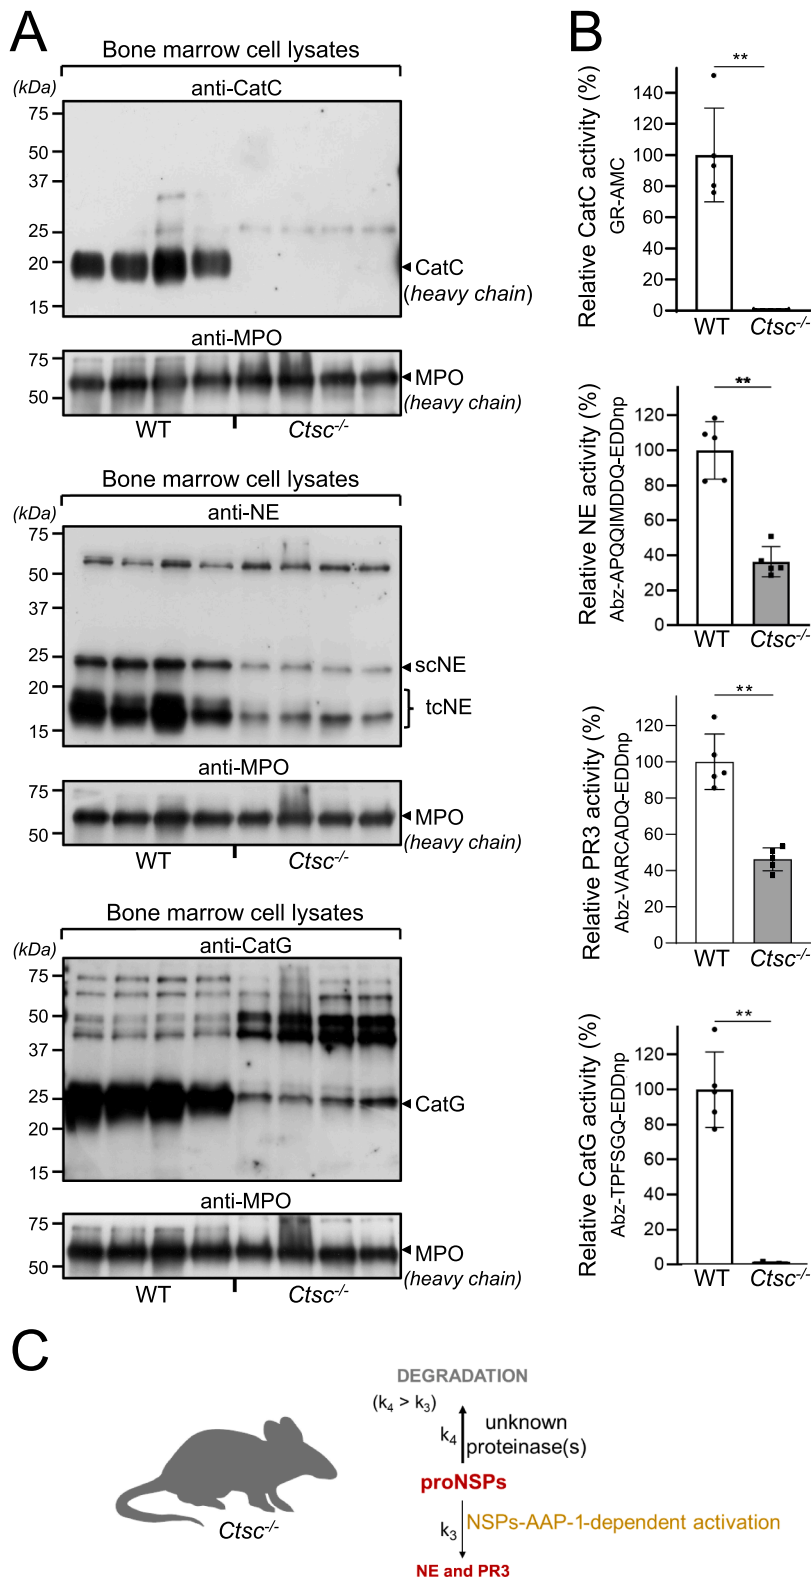 A
Bone marrow cell lysates
(kDa)
anti-CatC
75
50
37
25
20
15
CatC
(heavy chain)
anti-MPO
75
50
MPO
(heavy chain)
WT
Ctsc-/-
Bone marrow cell lysates
(kDa)
anti-NE
75
50
37
25
20
15
scNE
tcNE
anti-MPO
75
50
MPO
(heavy chain)
WT
Ctsc-/-
Bone marrow cell lysates
(kDa)
anti-CatG
75
50
37
25
20
15
CatG
anti-MPO
75
50
MPO
(heavy chain)
WT
Ctsc-/-
B
Relative CatC activity (%)
GR-AMC
140
120
100
80
60
40
20
0
**
WT
Ctsc-/-
Relative NE activity (%)
Abz-APQQIMDDQ-EDDnp
120
100
80
60
40
20
0
**
WT
Ctsc-/-
Relative PR3 activity (%)
Abz-VARCADQ-EDDnp
120
100
80
60
40
20
0
**
WT
Ctsc-/-
Relative CatG activity (%)
Abz-TPFSGQ-EDDnp
120
100
80
60
40
20
0
**
WT
Ctsc-/-
C
Ctsc-/-
DEGRADATION
(k4 > k3)
k4
unknown
proteinase(s)
proNSPs
k3
NSPs-AAP-1-dependent activation
NE and PR3